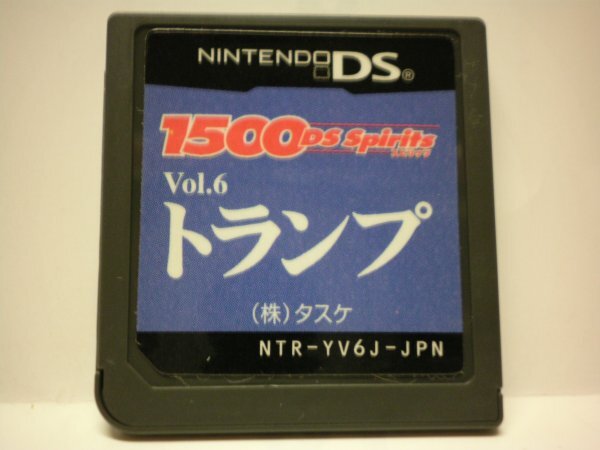 NINTENDO DS®
1500 DS Spirits
Vol.6
トランプ
(株)タスケ
NTR-YV6J-JPN